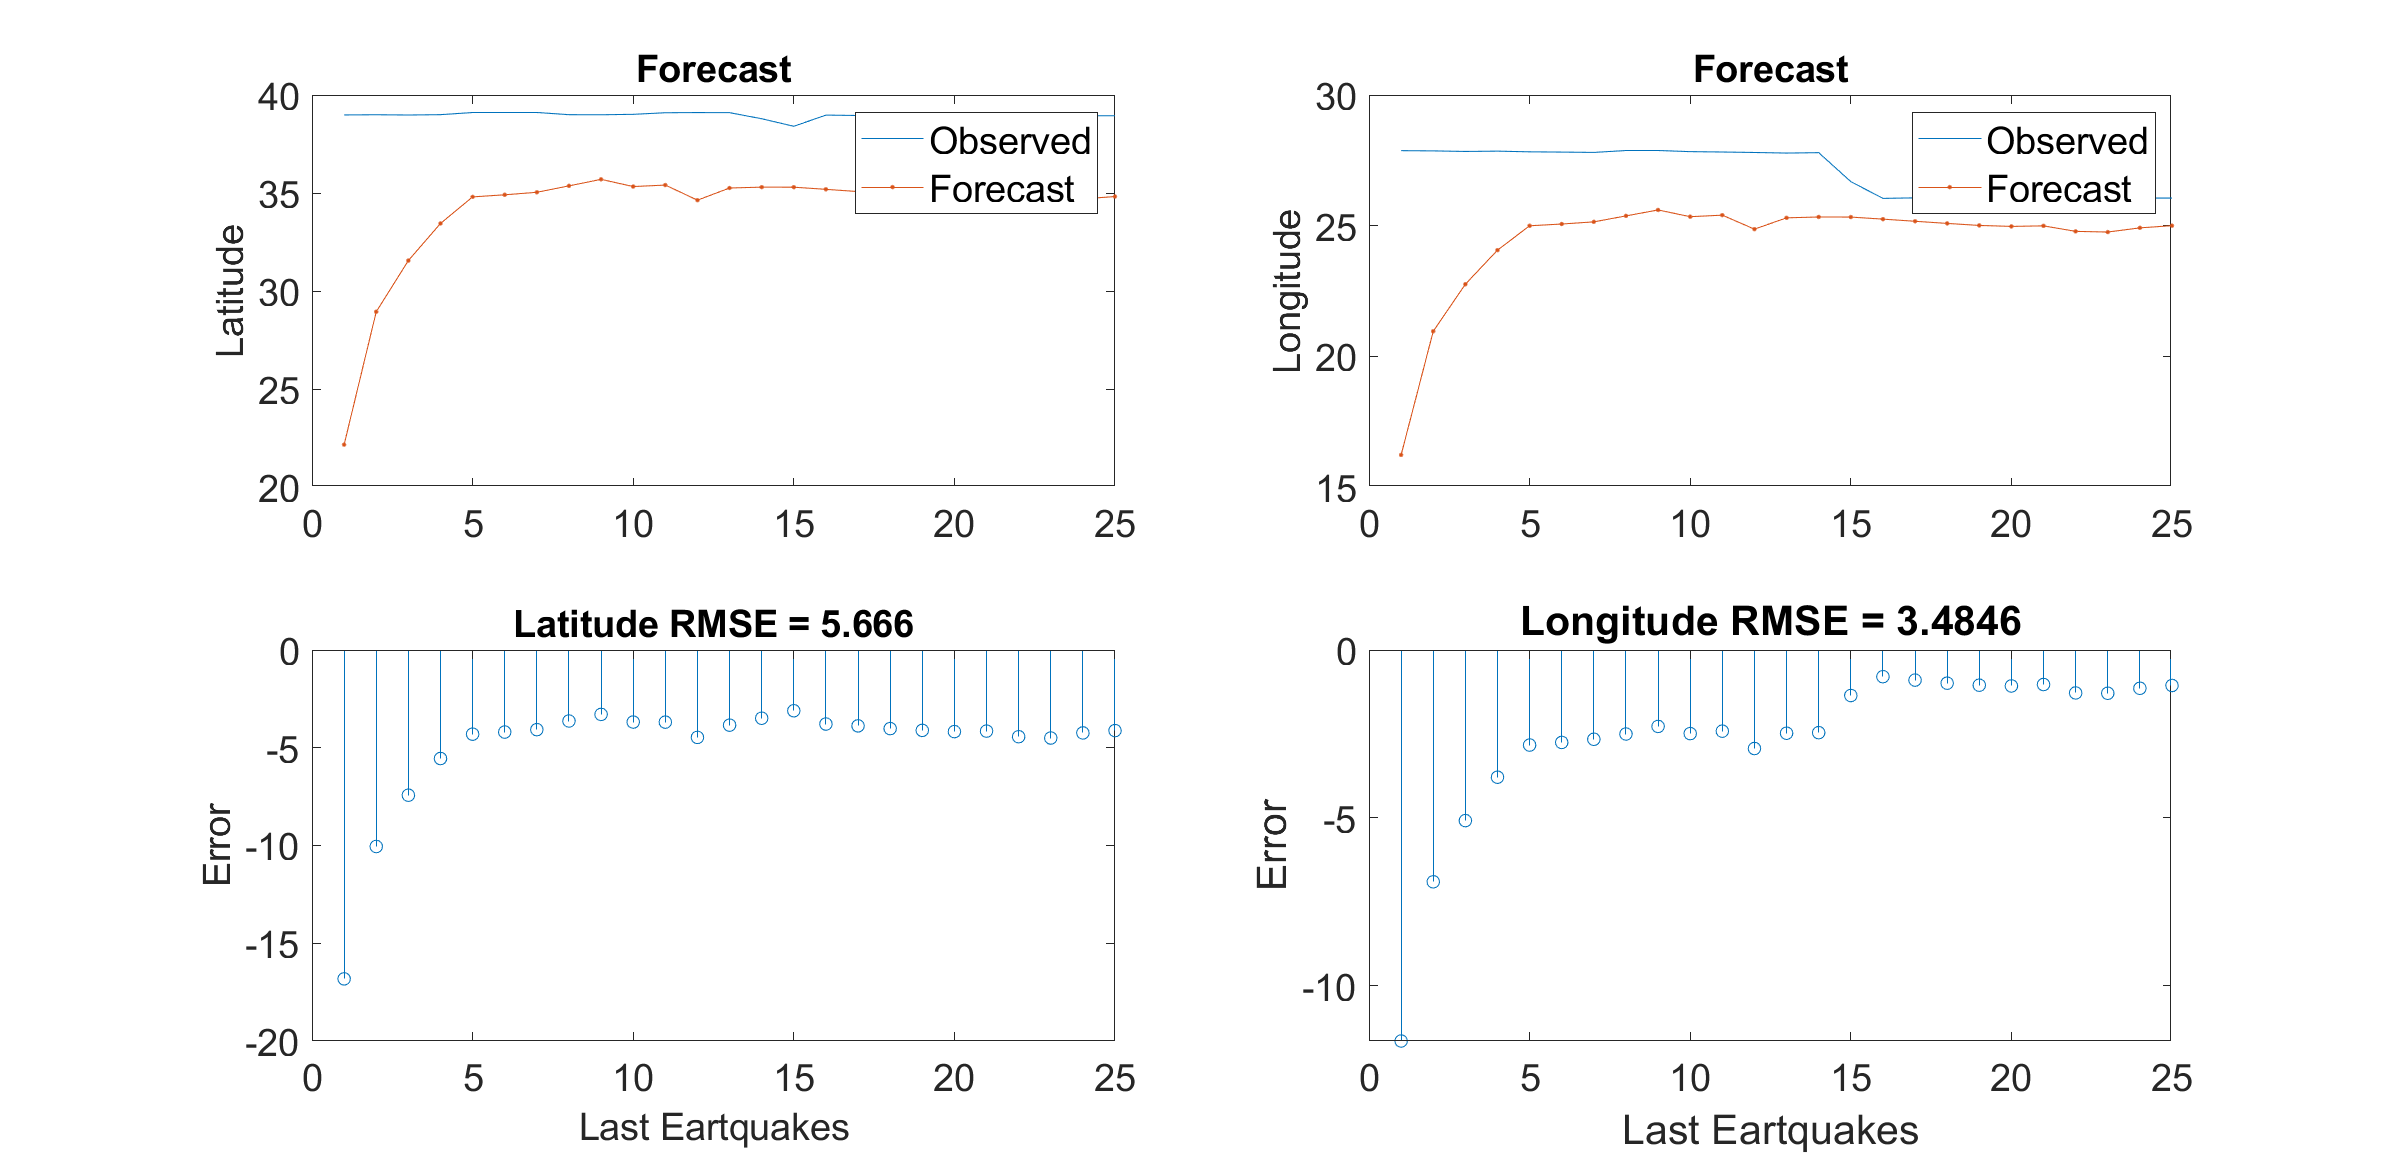 Forecast
40
35
30
25
20
Latitude
Observed
Forecast
0 5 10 15 20 25
Forecast
30
25
20
15
Longitude
Observed
Forecast
0 5 10 15 20 25
Latitude RMSE = 5.666
0
-5
-10
-15
-20
Error
0 5 10 15 20 25
Last Eartquakes
Longitude RMSE = 3.4846
0
-5
-10
Error
0 5 10 15 20 25
Last Eartquakes